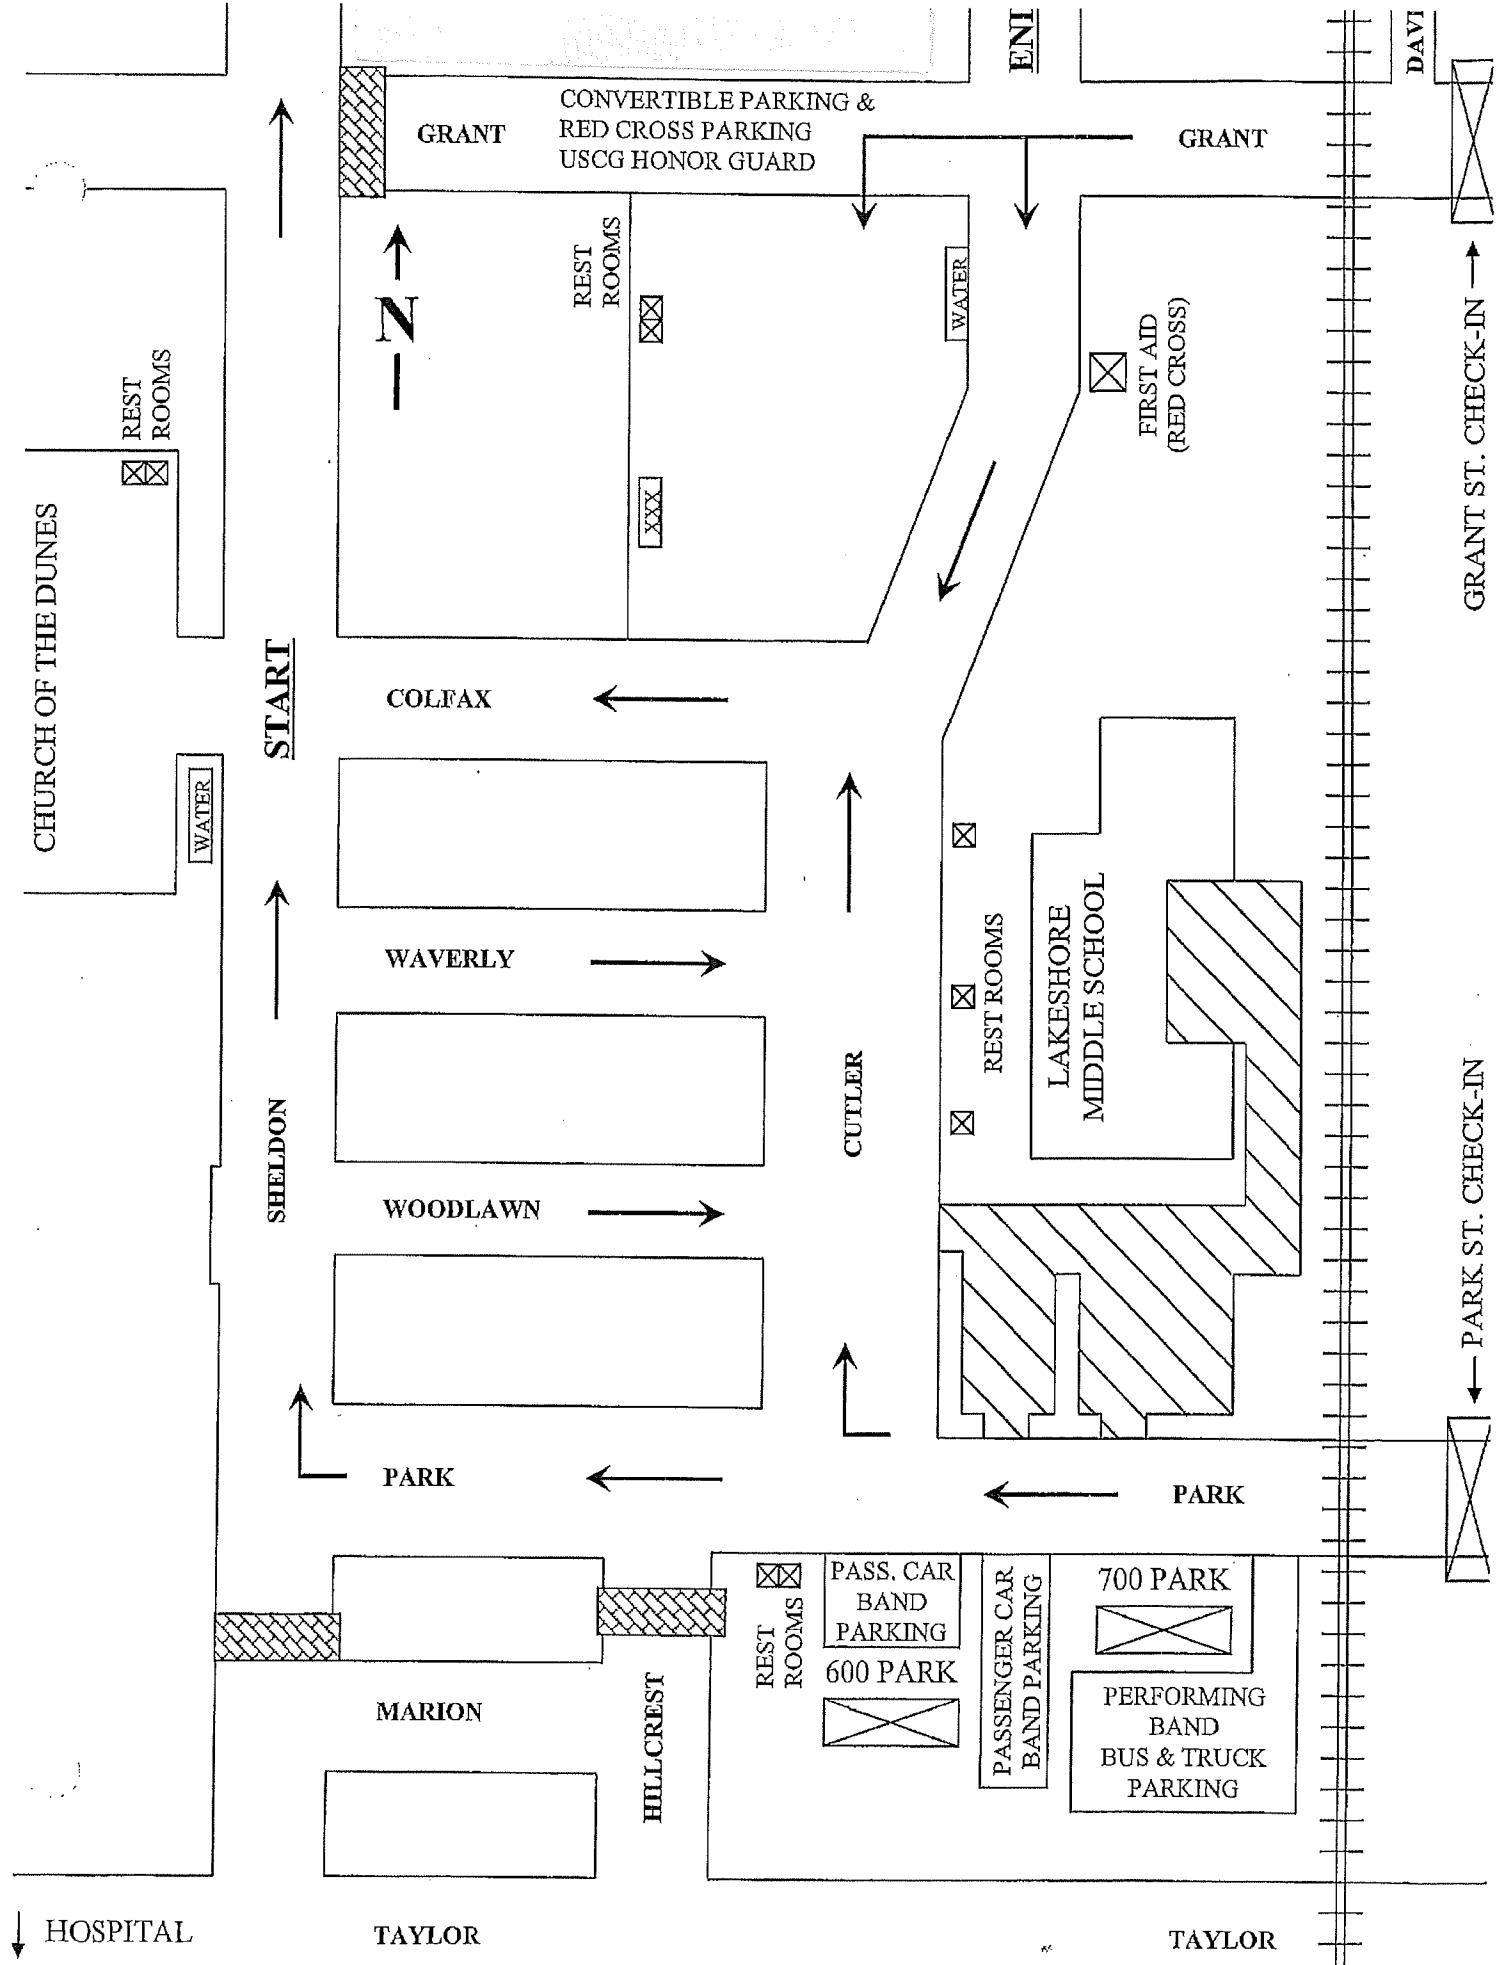 ENI
DAVI
GRANT
CONVERTIBLE PARKING &
RED CROSS PARKING
USCG HONOR GUARD
GRANT
REST
ROOMS
WATER
N
FIRST AID
(RED CROSS)
GRANT ST. CHECK-IN
REST
ROOMS
XXX
CHURCH OF THE DUNES
START
COLFAX
WATER
WAVERLY
REST ROOMS
LAKESHORE
MIDDLE SCHOOL
SHELDON
CUTLER
WOODLAWN
PARK ST. CHECK-IN
PARK
PARK
REST
ROOMS
PASS. CAR
BAND
PARKING
600 PARK
PASSENGER CAR
BAND PARKING
700 PARK
PERFORMING
BAND
BUS & TRUCK
PARKING
MARION
HILLCREST
HOSPITAL
TAYLOR
TAYLOR